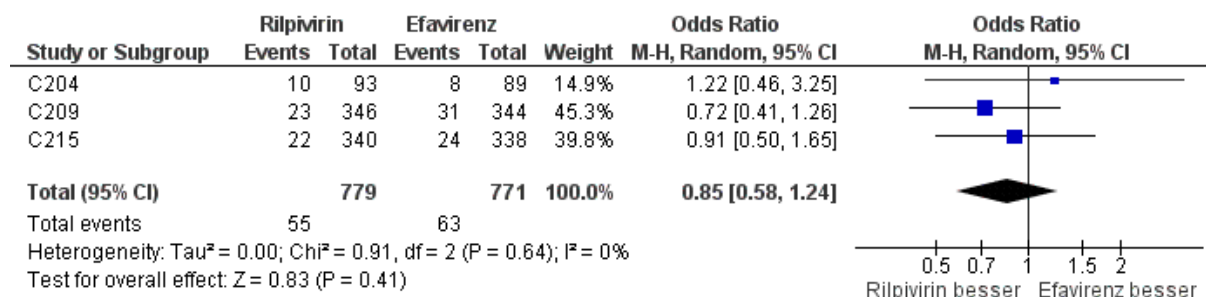 Rilpivirin Efavirenz Odds Ratio Odds Ratio
Study or Subgroup Events Total Events Total Weight M-H, Random, 95% CI M-H, Random, 95% CI
C204 10 93 8 89 14.9% 1.22 [0.46, 3.25]
C209 23 346 31 344 45.3% 0.72 [0.41, 1.26]
C215 22 340 24 338 39.8% 0.91 [0.50, 1.65]
Total (95% CI) 779 771 100.0% 0.85 [0.58, 1.24]
Total events 55 63
Heterogeneity: Tau² = 0.00; Chi² = 0.91, df = 2 (P = 0.64); I² = 0%
Test for overall effect: Z = 0.83 (P = 0.41)
0.5 0.7 1 1.5 2
Rilpivirin besser Efavirenz besser